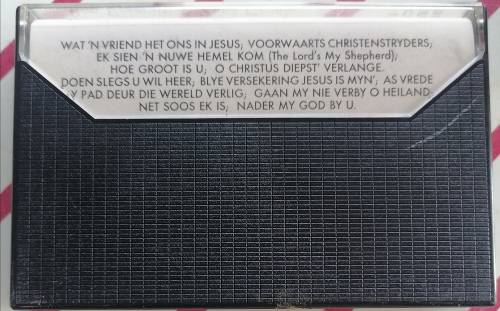 WAT 'N VRIEND HET ONS IN JESUS; VOORWAARTS CHRISTENSTRYDERS;
EK SIEN 'N NUWE HEMEL KOM (The Lord's My Shepherd);
HOE GROOT IS U; O CHRISTUS DIEPST' VERLANGE.
DOEN SLEGS U WIL HEER; BLYE VERSEKERING JESUS IS MYN'; AS VREDE
MY PAD DEUR DIE WERELD VERLIG; GAAN MY NIE VERBY O HEILAND;
NET SOOS EK IS; NADER MY GOD BY U.